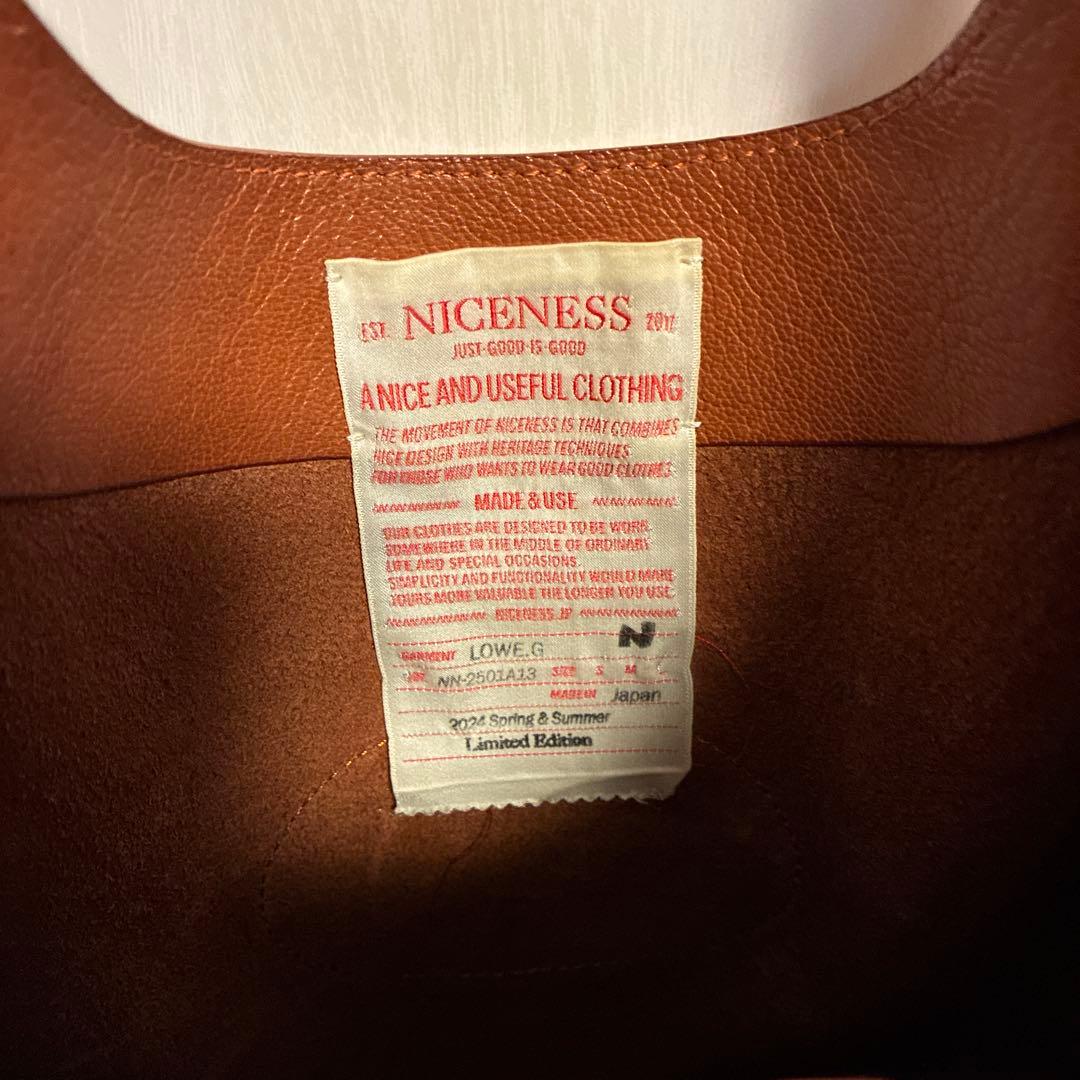 EST. NICENESS 2017
JUST·GOOD·IS·GOOD
A NICE AND USEFUL CLOTHING
THE MOVEMENT OF NICENESS IS THAT COMBINES
NICE DESIGN WITH HERITAGE TECHNIQUES
FOR THOSE WHO WANTS TO WEAR GOOD CLOTHES.
MADE & USE
OUR CLOTHES ARE DESIGNED TO BE WORK
SOMEWHERE IN THE MIDDLE OF ORDINARY
LIFE AND SPECIAL OCCASIONS.
SIMPLICITY AND FUNCTIONALITY WOULD MAKE
YOURS MORE VALUABLE THE LONGER YOU USE.
NICENESS.JP
N
GARMENT LOWE.G
NN-2501A13 SIZE S M L
MADE IN Japan
2024 Spring & Summer
Limited Edition